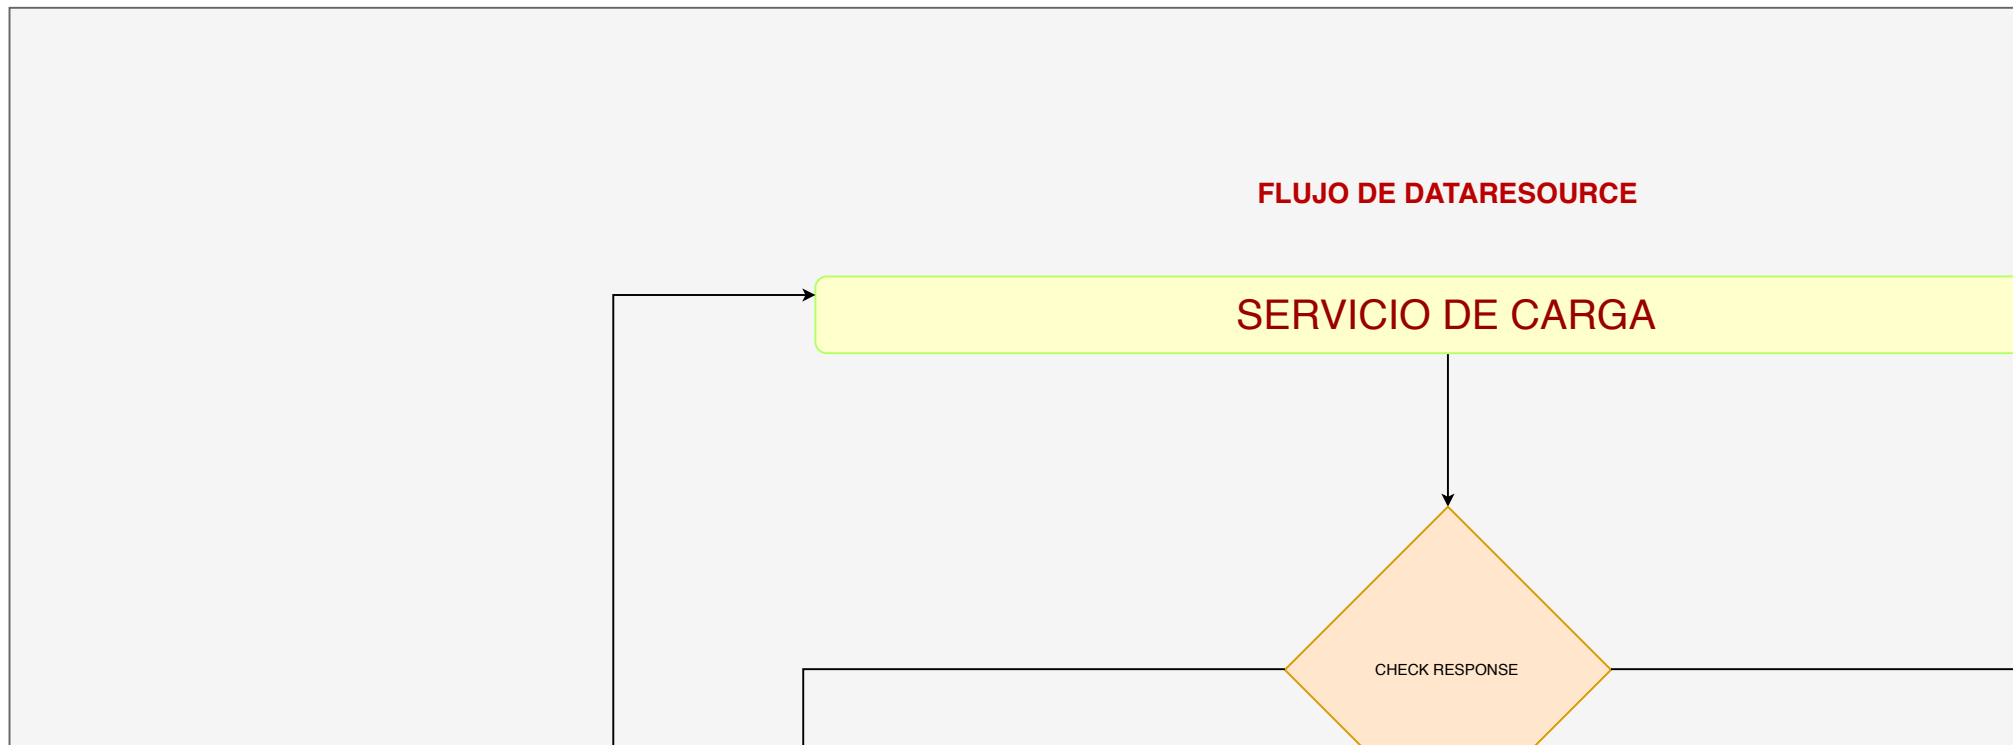 FLUJO DE DATARESOURCE
SERVICIO DE CARGA
CHECK RESPONSE